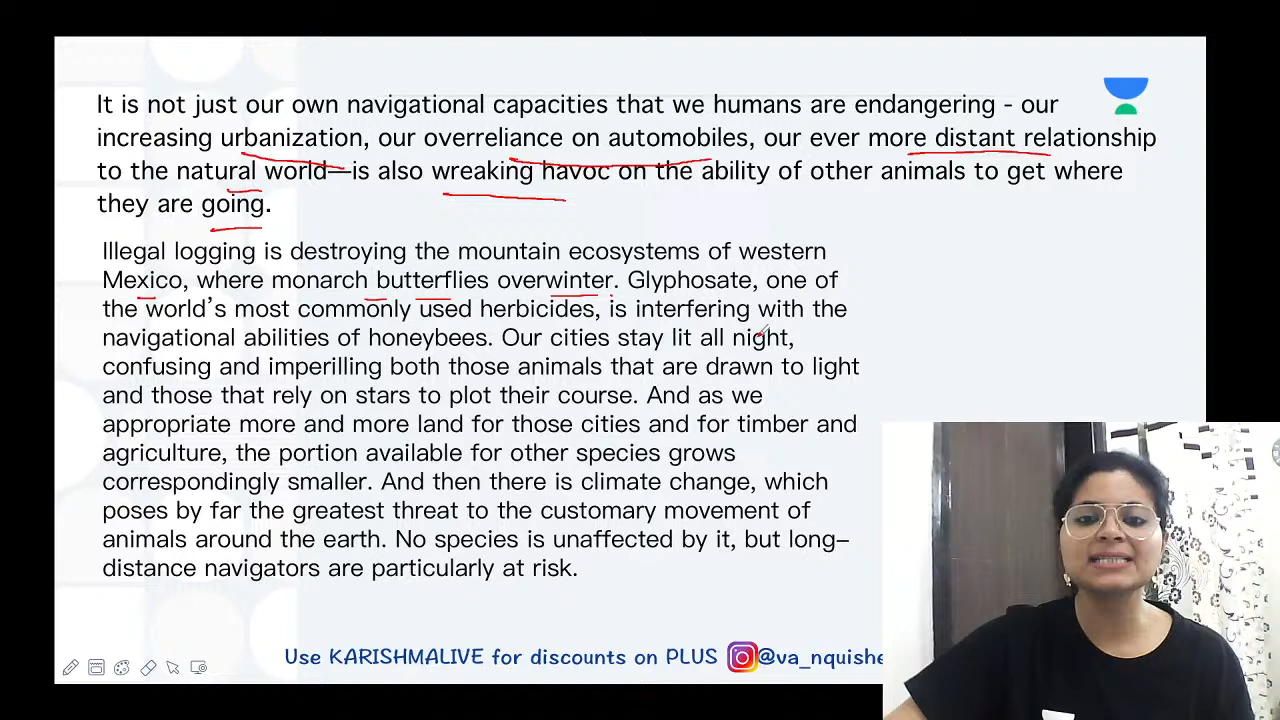 It is not just our own navigational capacities that we humans are endangering - our
increasing urbanization, our overreliance on automobiles, our ever more distant relationship
to the natural world—is also wreaking havoc on the ability of other animals to get where
they are going.
Illegal logging is destroying the mountain ecosystems of western
Mexico, where monarch butterflies overwinter. Glyphosate, one of
the world's most commonly used herbicides, is interfering with the
navigational abilities of honeybees. Our cities stay lit all night,
confusing and imperilling both those animals that are drawn to light
and those that rely on stars to plot their course. And as we
appropriate more and more land for those cities and for timber and
agriculture, the portion available for other species grows
correspondingly smaller. And then there is climate change, which
poses by far the greatest threat to the customary movement of
animals around the earth. No species is unaffected by it, but long–
distance navigators are particularly at risk.
Use KARISHMALIVE for discounts on PLUS @va_nquishe